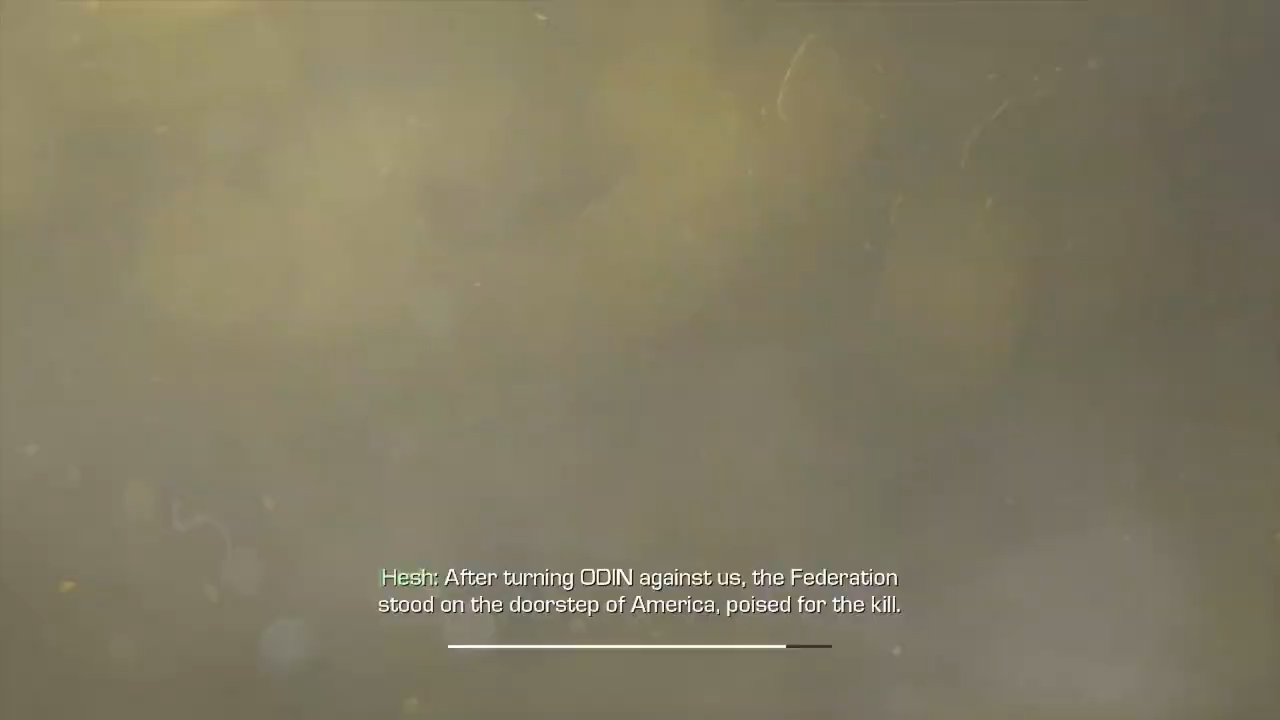 Hesh: After turning ODIN against us, the Federation
stood on the doorstep of America, poised for the kill.